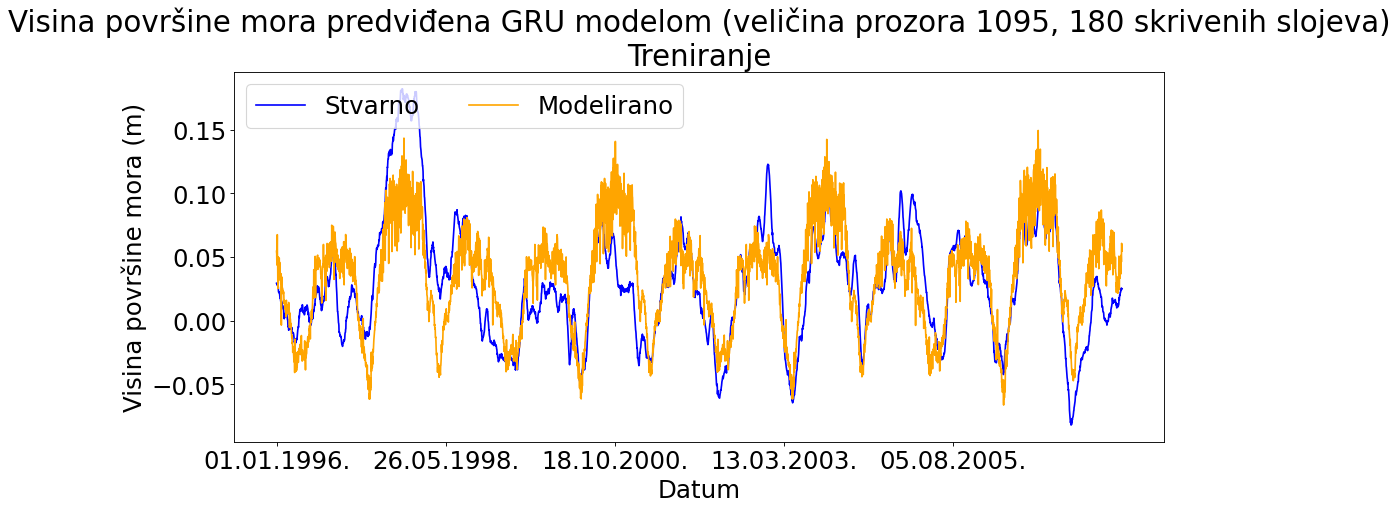 Visina površine mora predviđena GRU modelom (veličina prozora 1095, 180 skrivenih slojeva)
Treniranje
Stvarno
Modelirano
Visina površine mora (m)
0.15
0.10
0.05
0.00
−0.05
01.01.1996.
26.05.1998.
18.10.2000.
13.03.2003.
05.08.2005.
Datum